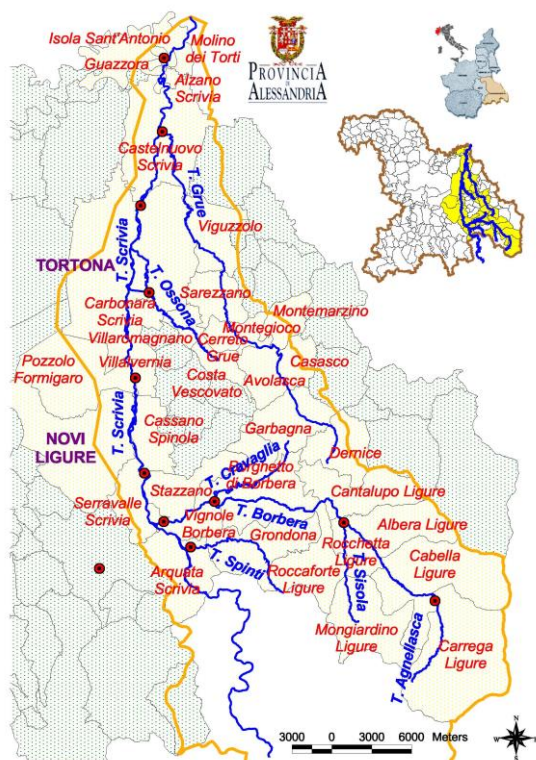 Isola Sant'Antonio
Molino
dei Torti
Guazzora
Alzano
Scrivia
PROVINCIA
DI
ALESSANDRIA
Castelnuovo
Scrivia
T. Grue
Viguzzolo
T. Scrivia
TORTONA
T. Ossona
Sarezzano
Carbonara
Scrivia
Montemarzino
Montegioco
Villaromagnano
Cerreto
Grue
Casasco
Pozzolo
Formigaro
Villalvernia
Costa
Vescovato
Avolasca
T. Scrivia
Cassano
Spinola
Garbagna
NOVI
LIGURE
Dernice
T. Cravaglia
Borghetto
di Borbera
Stazzano
Cantalupo Ligure
Serravalle
Scrivia
Vignole
Borbera
T. Borbera
Albera Ligure
Grondona
Rocchetta
Ligure
Cabella
Ligure
T. Spinti
T. Sisola
Arquata
Scrivia
Roccaforte
Ligure
Mongiardino
Ligure
T. Agnellasca
Carrega
Ligure
3000 0 3000 6000 Meters
N
W E
S